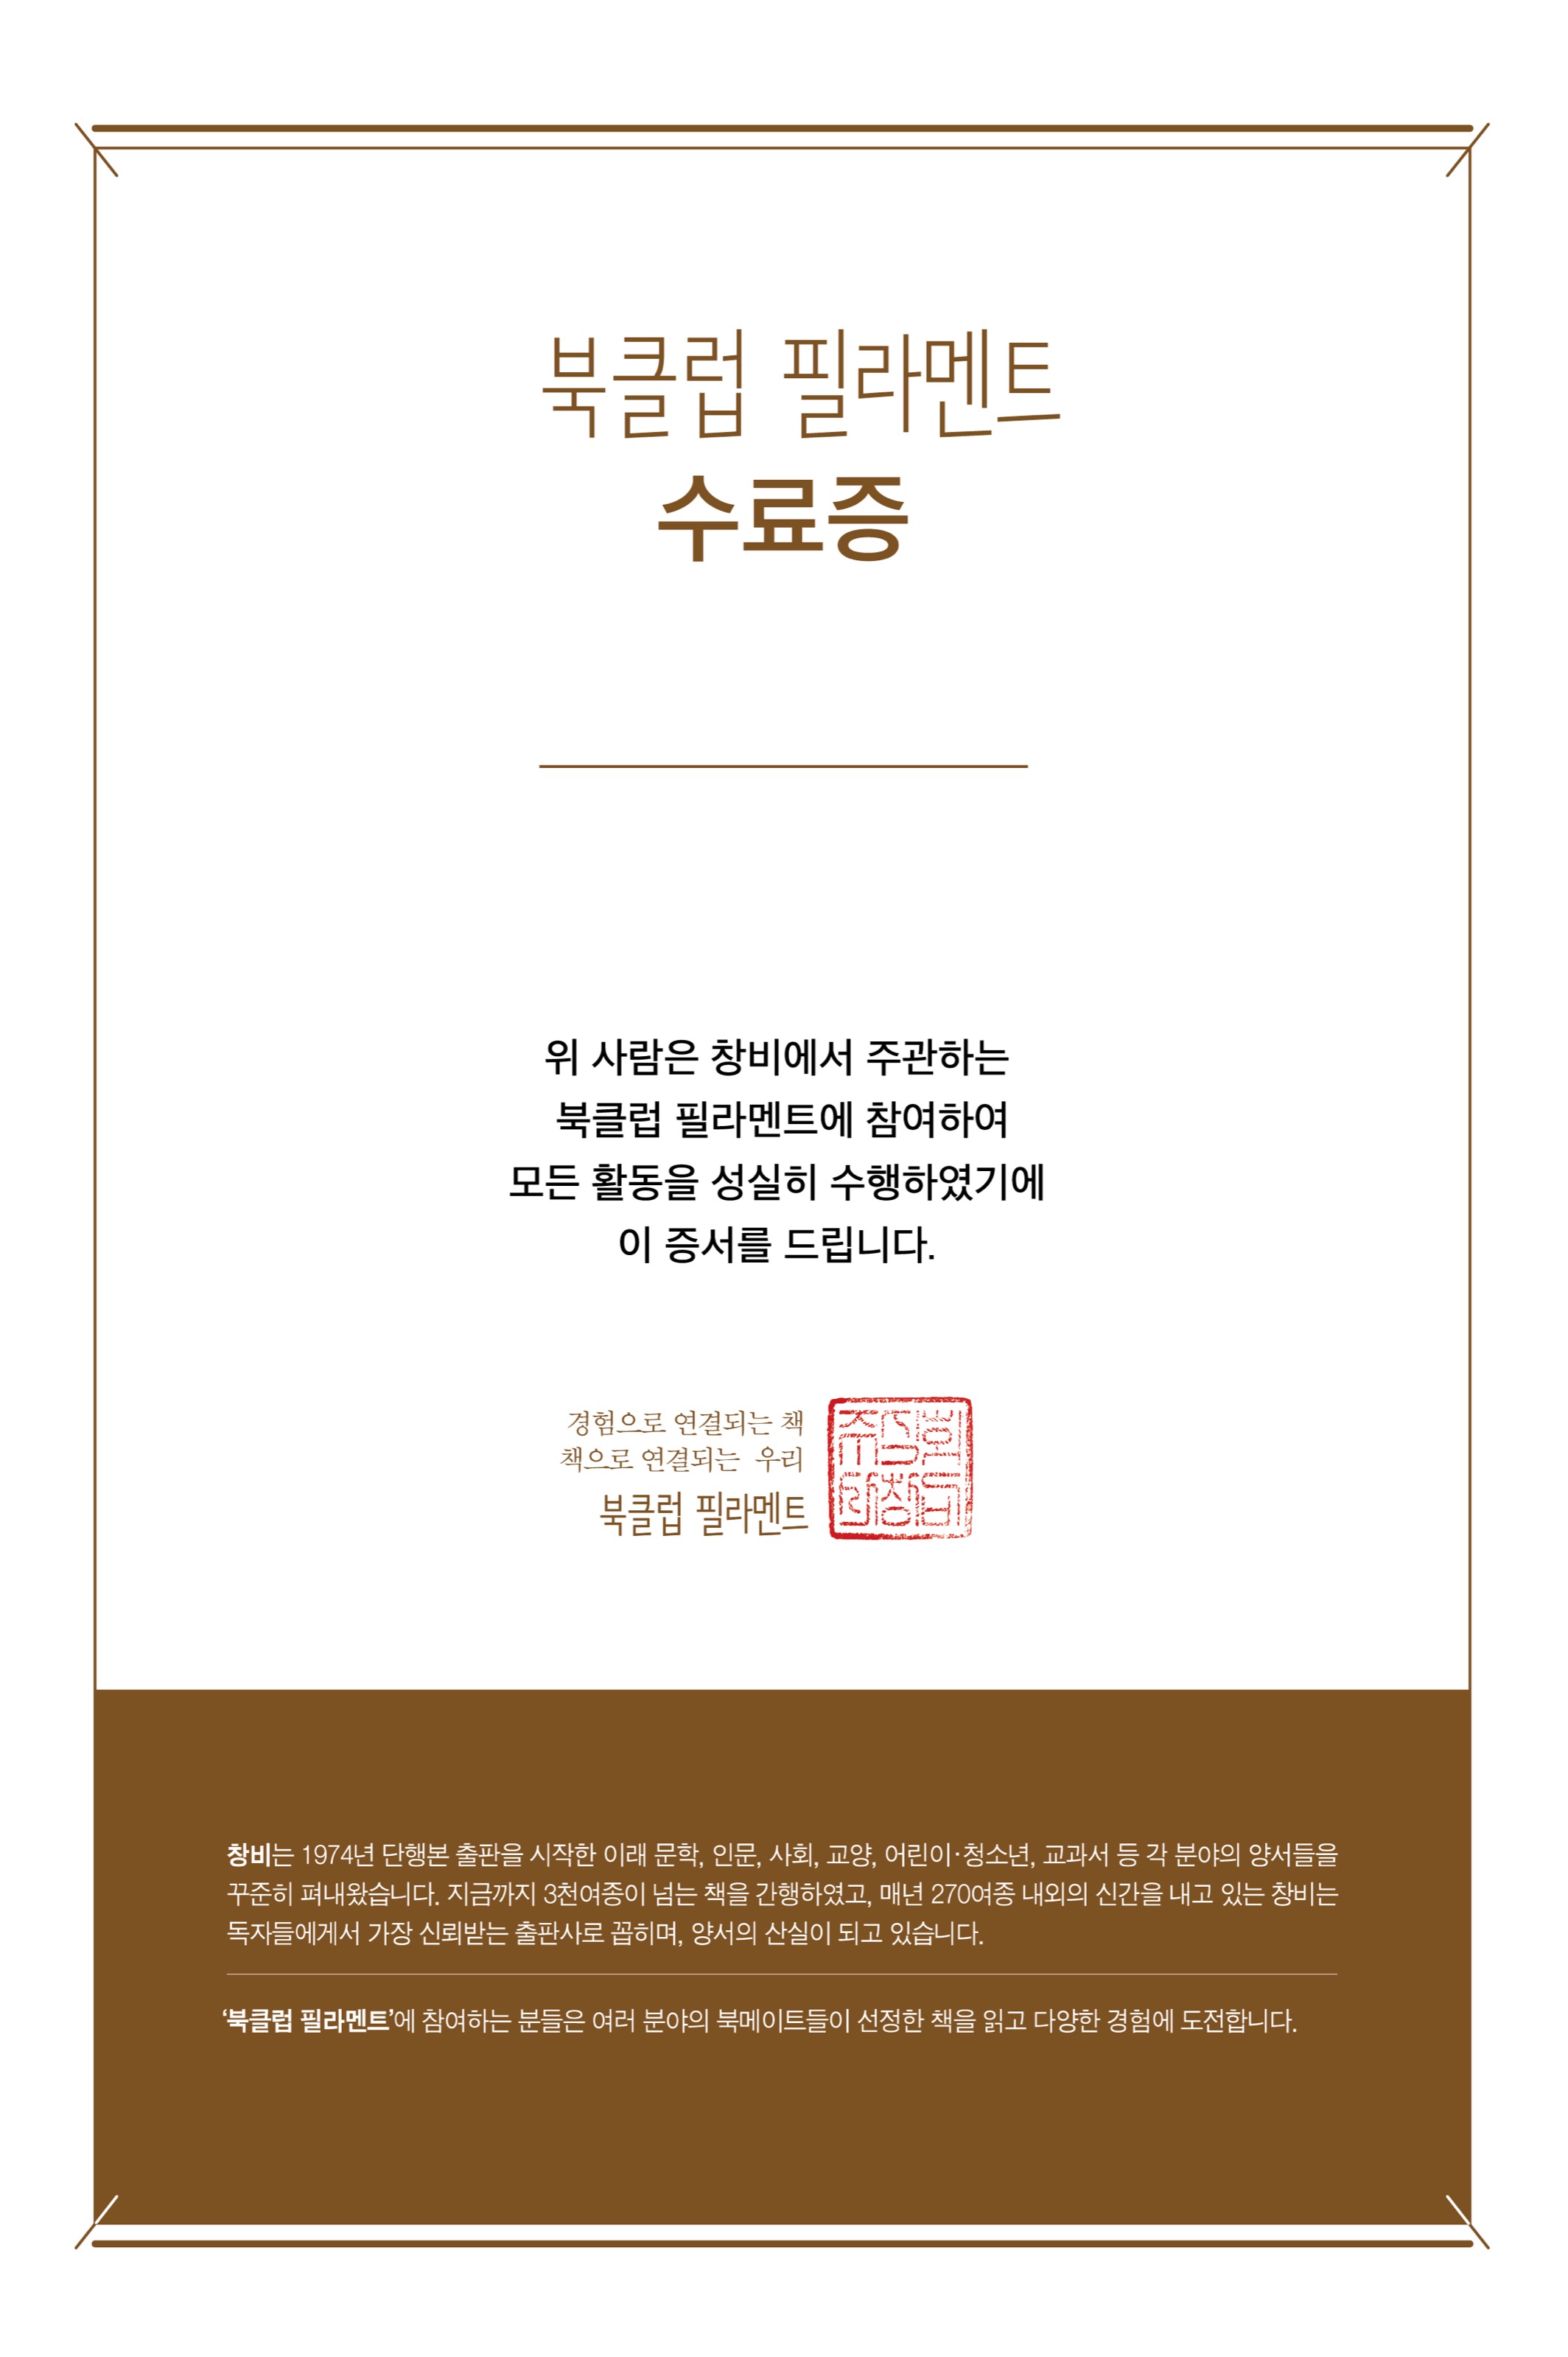 북클럽 필라멘트
수료증
위 사람은 창비에서 주관하는
북클럽 필라멘트에 참여하여
모든 활동을 성실히 수행하였기에
이 증서를 드립니다.
경험으로 연결되는 책
책으로 연결되는 우리
북클럽 필라멘트
창비는 1974년 단행본 출판을 시작한 이래 문학, 인문, 사회, 교양, 어린이·청소년, 교과서 등 각 분야의 양서들을
꾸준히 펴내왔습니다. 지금까지 3천여종이 넘는 책을 간행하였고, 매년 270여종 내외의 신간을 내고 있는 창비는
독자들에게서 가장 신뢰받는 출판사로 꼽히며, 양서의 산실이 되고 있습니다.
‘북클럽 필라멘트’에 참여하는 분들은 여러 분야의 북메이트들이 선정한 책을 읽고 다양한 경험에 도전합니다.